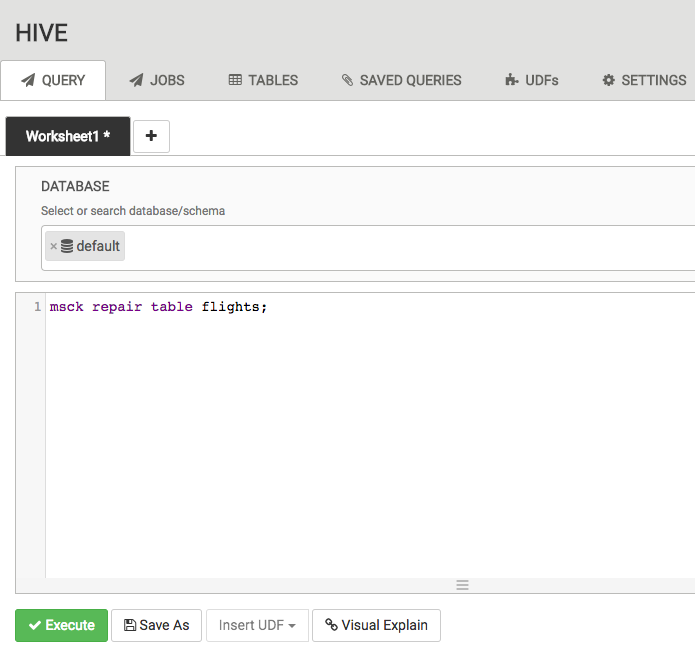 HIVE
QUERY JOBS TABLES SAVED QUERIES UDFs SETTINGS
Worksheet1 * +
DATABASE
Select or search database/schema
× default
1 msck repair table flights;
Execute Save As Insert UDF Visual Explain